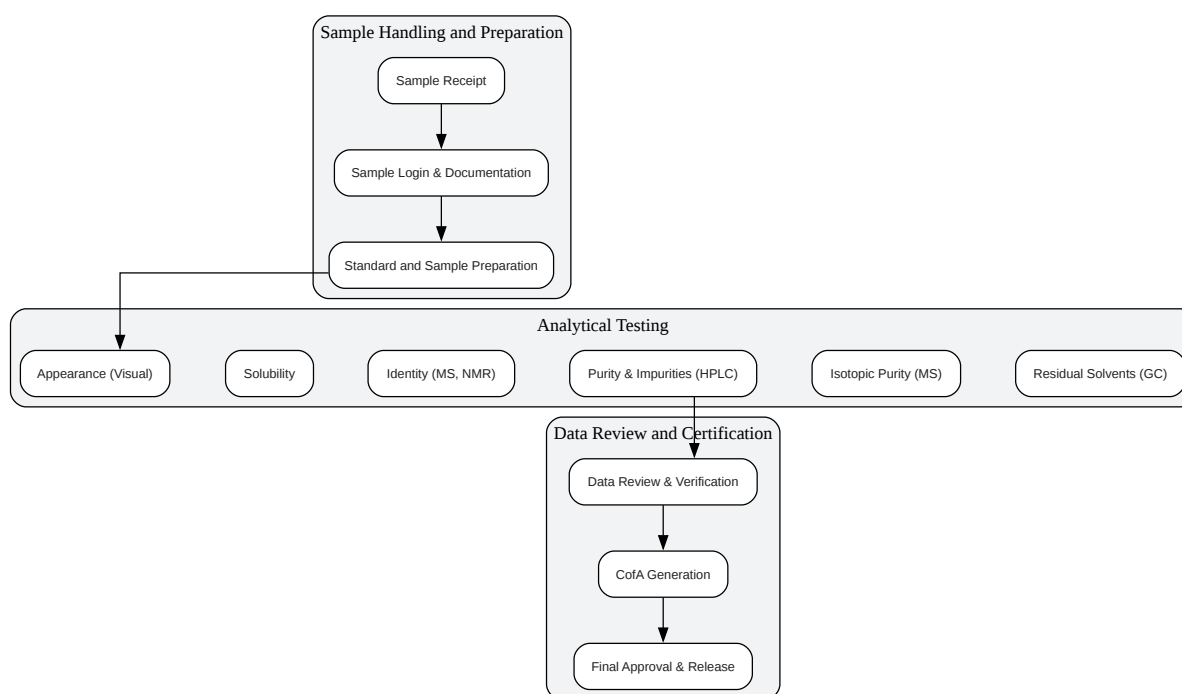 Sample Handling and Preparation
Sample Receipt
Sample Login & Documentation
Standard and Sample Preparation
Analytical Testing
Appearance (Visual)
Solubility
Identity (MS, NMR)
Purity & Impurities (HPLC)
Isotopic Purity (MS)
Residual Solvents (GC)
Data Review and Certification
Data Review & Verification
CofA Generation
Final Approval & Release